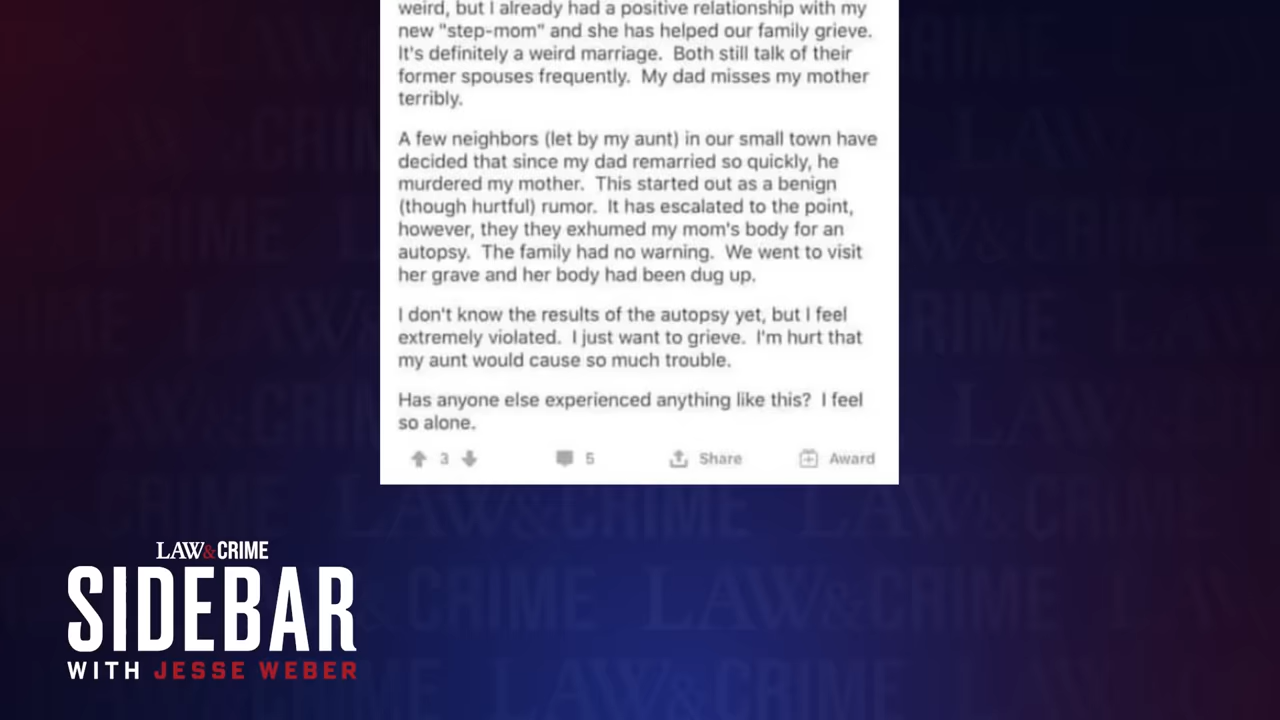 weird, but I already had a positive relationship with my
new "step-mom" and she has helped our family grieve.
It's definitely a weird marriage.  Both still talk of their
former spouses frequently.  My dad misses my mother
terribly.
A few neighbors (let by my aunt) in our small town have
decided that since my dad remarried so quickly, he
murdered my mother.  This started out as a benign
(though hurtful) rumor.  It has escalated to the point,
however, they they exhumed my mom's body for an
autopsy.  The family had no warning.  We went to visit
her grave and her body had been dug up.
I don't know the results of the autopsy yet, but I feel
extremely violated.  I just want to grieve.  I'm hurt that
my aunt would cause so much trouble.
Has anyone else experienced anything like this?  I feel
so alone.
3 5 Share Award
LAW&CRIME
SIDEBAR
WITH JESSE WEBER